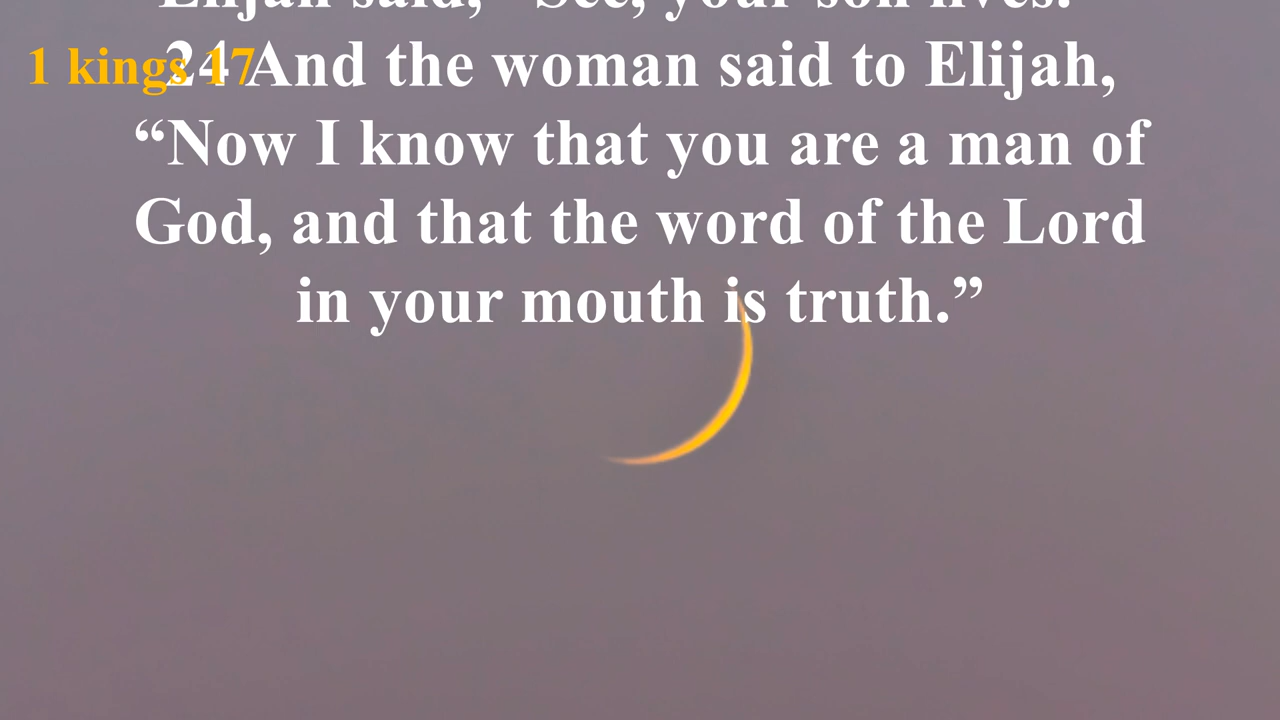 Elijah said, “See, your son lives.”
1 kings 17
24 And the woman said to Elijah,
“Now I know that you are a man of
God, and that the word of the Lord
in your mouth is truth.”